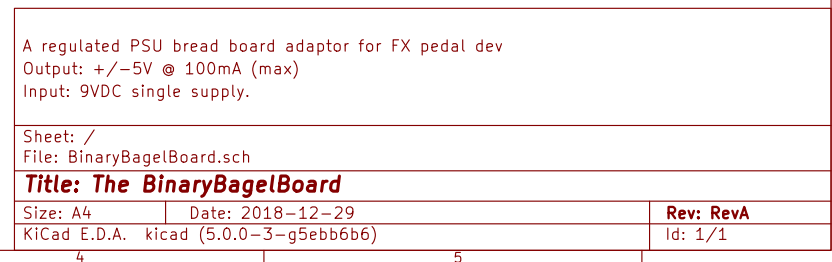 A regulated PSU bread board adaptor for FX pedal dev
Output: +/−5V @ 100mA (max)
Input: 9VDC single supply.
Sheet: /
File: BinaryBagelBoard.sch
Title: The BinaryBagelBoard
Size: A4 Date: 2018−12−29 Rev: RevA
KiCad E.D.A. kicad (5.0.0−3−g5ebb6b6) Id: 1/1
4 5